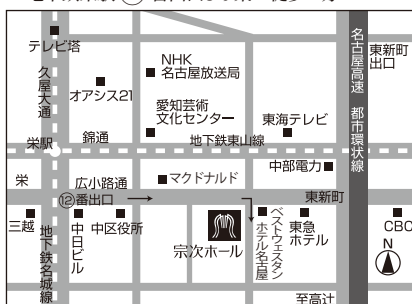 テレビ塔
久屋大通
オアシス21
NHK
名古屋放送局
愛知芸術
文化センター
東海テレビ
名古屋高速 都市環状線
東新町
出口
栄駅
錦通
地下鉄東山線
中部電力
栄
広小路通
マクドナルド
東新町
⑫番出口
三越
地下鉄名城線
中日ビル
中区役所
宗次ホール
ベストウェスタン
ホテル名古屋
東急
ホテル
CBC
N
至高辻